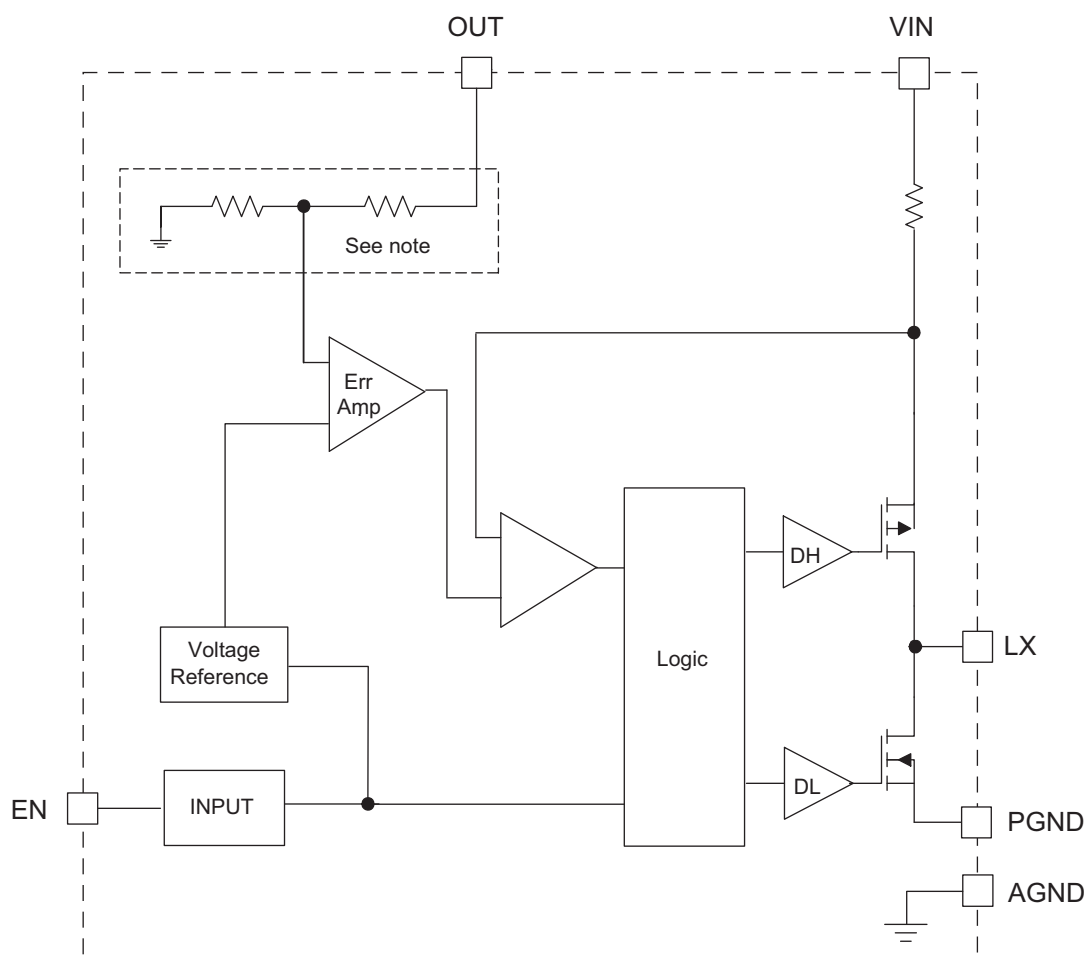 OUT
VIN
See note
Err
Amp
DH
Voltage
Reference
Logic
LX
EN
INPUT
DL
PGND
AGND